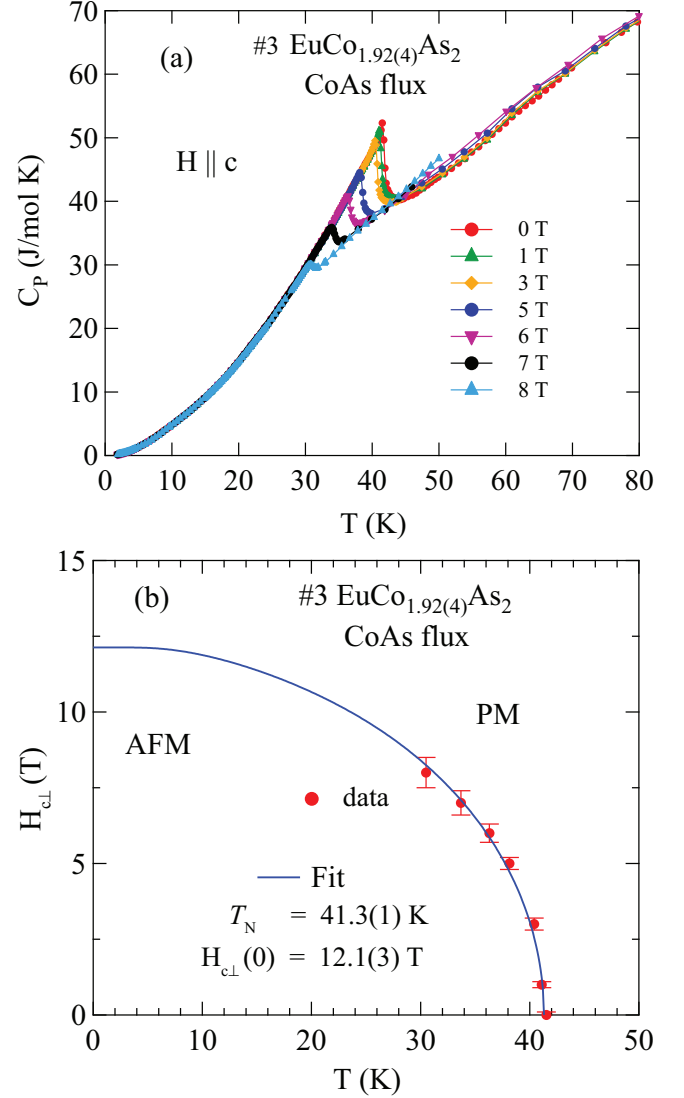 (a)
#3 EuCo1.92(4)As2
CoAs flux
H || c
CP (J/mol K)
70
60
50
40
30
20
10
0
0 T
1 T
3 T
5 T
6 T
7 T
8 T
0 10 20 30 40 50 60 70 80
T (K)
(b)
#3 EuCo1.92(4)As2
CoAs flux
PM
AFM
data
Fit
TN = 41.3(1) K
Hc⊥(0) = 12.1(3) T
Hc⊥(T)
15
10
5
0
0 10 20 30 40 50
T (K)